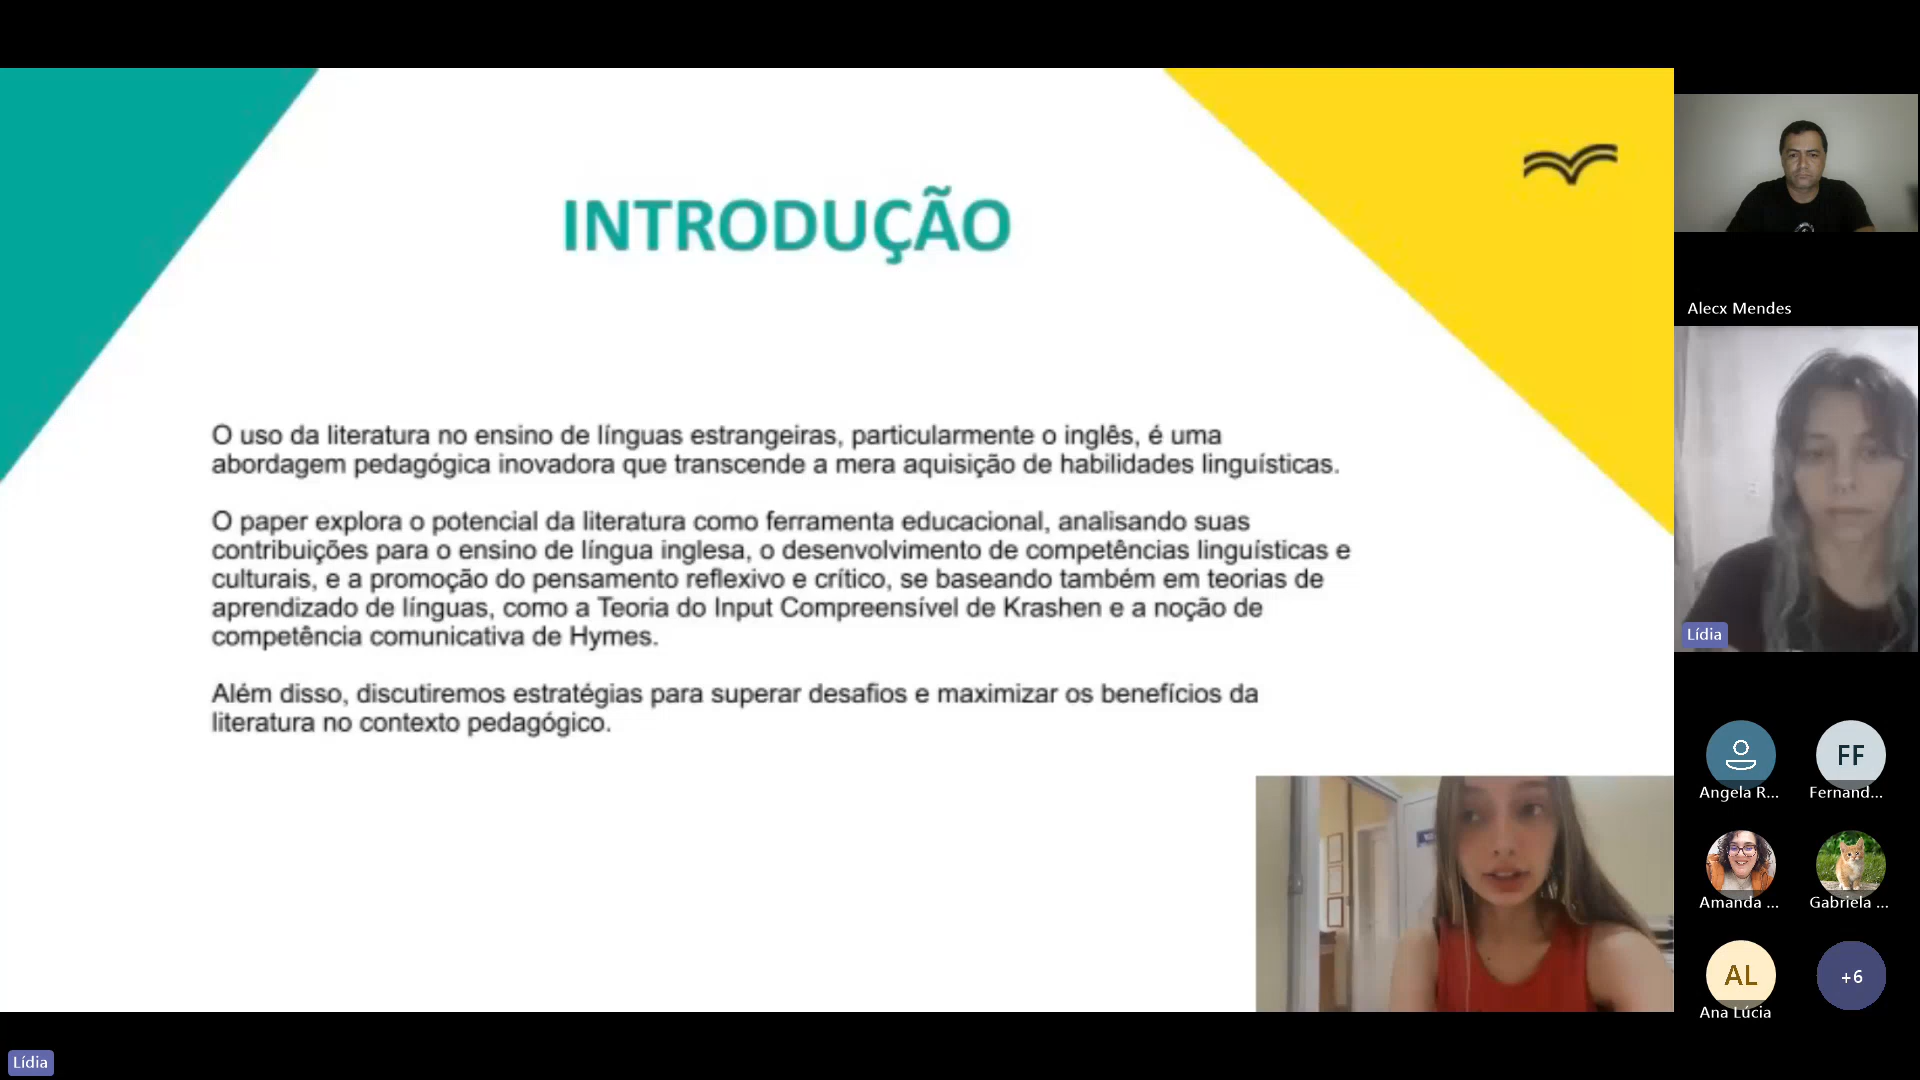 INTRODUÇÃO
O uso da literatura no ensino de línguas estrangeiras, particularmente o inglês, é uma
abordagem pedagógica inovadora que transcende a mera aquisição de habilidades linguísticas.
O paper explora o potencial da literatura como ferramenta educacional, analisando suas
contribuições para o ensino de língua inglesa, o desenvolvimento de competências linguísticas e
culturais, e a promoção do pensamento reflexivo e crítico, se baseando também em teorias de
aprendizado de línguas, como a Teoria do Input Compreensível de Krashen e a noção de
competência comunicativa de Hymes.
Além disso, discutiremos estratégias para superar desafios e maximizar os benefícios da
literatura no contexto pedagógico.
Alecx Mendes
Lídia
Angela R...
FF
Fernand...
Amanda ...
Gabriela ...
AL
Ana Lúcia
+6
Lídia